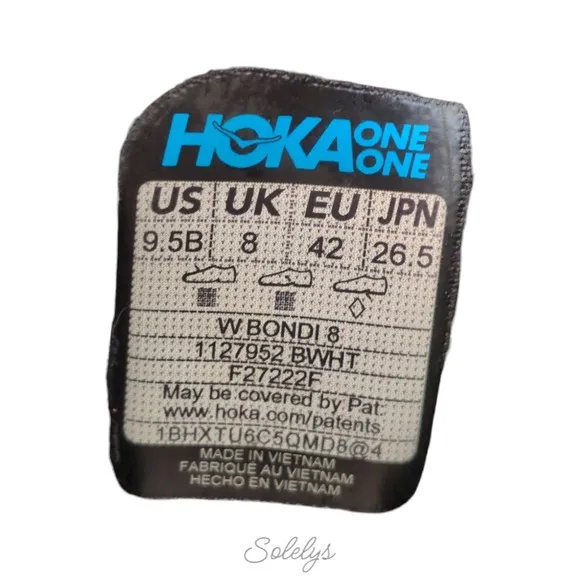 HOKA ONE ONE
US UK EU JPN
9.5B 8 42 26.5
W BONDI 8
1127952 BWHT
F27222F
May be covered by Pat:
www.hoka.com/patents
1BHXTU6C5QMD8@4
MADE IN VIETNAM
FABRIQUÉ AU VIETNAM
HECHO EN VIETNAM
Solelys